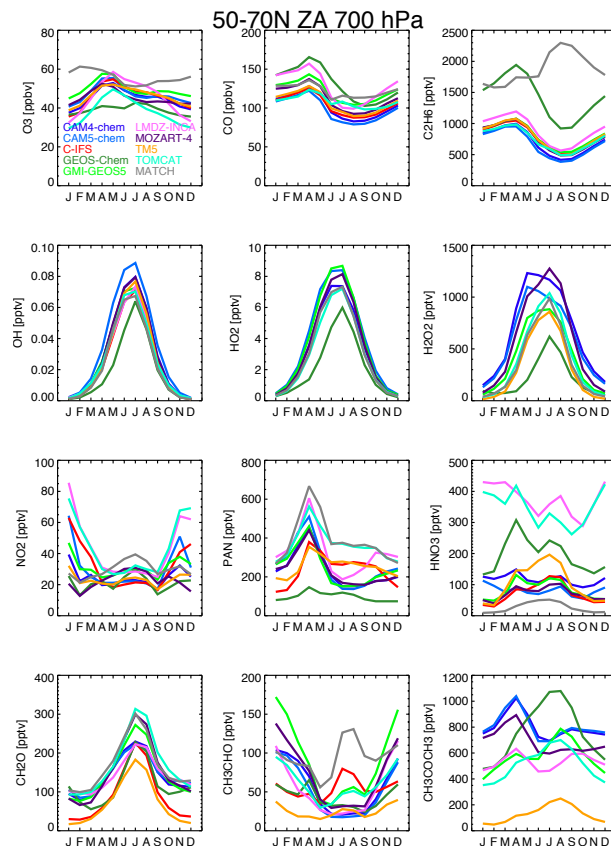 50-70N ZA 700 hPa
O3 [ppbv]
80
60
40
20
0
CAM4-chem
CAM5-chem
C-IFS
GEOS-Chem
GMI-GEOS5
LMDZ-INCA
MOZART-4
TM5
TOMCAT
MATCH
J F M A M J J A S O N D
CO [ppbv]
200
150
100
50
0
J F M A M J J A S O N D
C2H6 [pptv]
2500
2000
1500
1000
500
0
J F M A M J J A S O N D
OH [pptv]
0.10
0.08
0.06
0.04
0.02
0.00
J F M A M J J A S O N D
HO2 [pptv]
10
8
6
4
2
0
J F M A M J J A S O N D
H2O2 [pptv]
1500
1000
500
0
J F M A M J J A S O N D
NO2 [pptv]
100
80
60
40
20
0
J F M A M J J A S O N D
PAN [pptv]
800
600
400
200
0
J F M A M J J A S O N D
HNO3 [pptv]
500
400
300
200
100
0
J F M A M J J A S O N D
CH2O [pptv]
400
300
200
100
0
J F M A M J J A S O N D
CH3CHO [pptv]
200
150
100
50
0
J F M A M J J A S O N D
CH3COCH3 [pptv]
1200
1000
800
600
400
200
0
J F M A M J J A S O N D